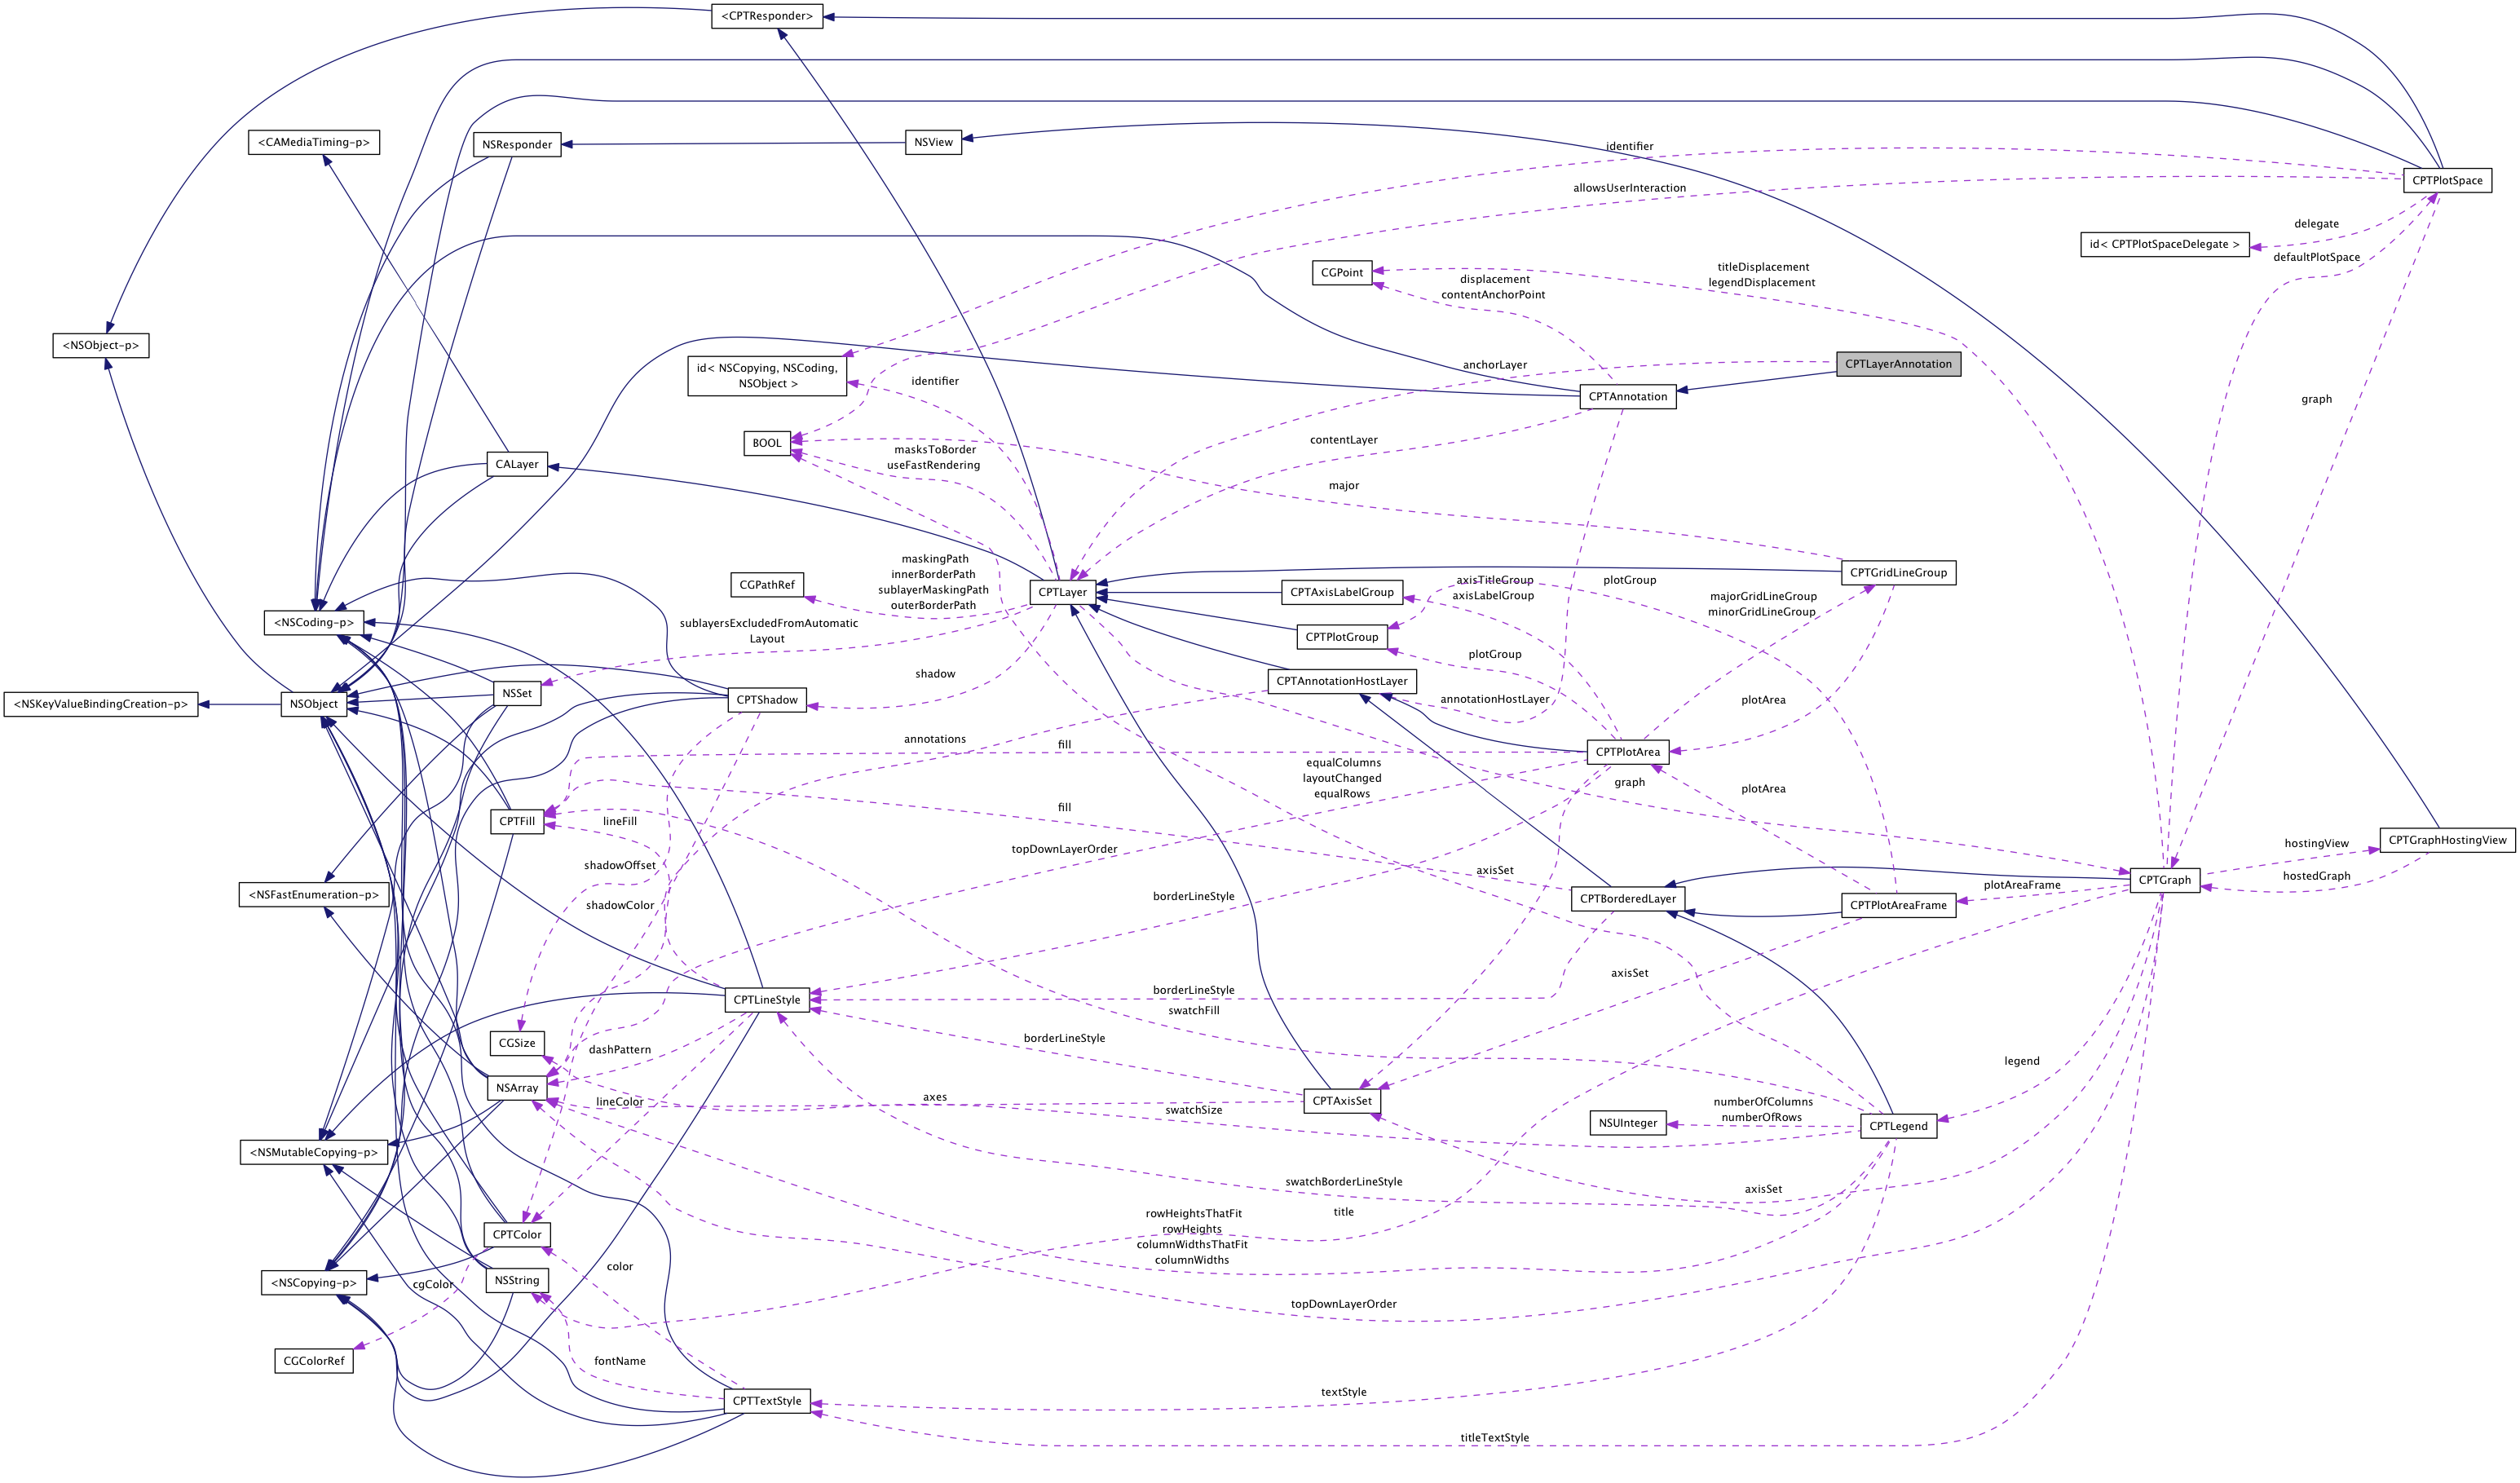 <CPTResponder>
<CAMediaTiming-p>
NSResponder
NSView
identifier
CPTPlotSpace
allowsUserInteraction
delegate
id< CPTPlotSpaceDelegate >
defaultPlotSpace
CGPoint
titleDisplacement
legendDisplacement
displacement
contentAnchorPoint
<NSObject-p>
id< NSCopying, NSCoding,
NSObject >
identifier
anchorLayer
CPTLayerAnnotation
CPTAnnotation
graph
BOOL
contentLayer
masksToBorder
useFastRendering
CALayer
major
CGPathRef
maskingPath
innerBorderPath
sublayerMaskingPath
outerBorderPath
CPTLayer
CPTAxisLabelGroup
axisTitleGroup
axisLabelGroup
plotGroup
CPTGridLineGroup
majorGridLineGroup
minorGridLineGroup
<NSCoding-p>
sublayersExcludedFromAutomatic
Layout
CPTPlotGroup
plotGroup
shadow
CPTAnnotationHostLayer
annotationHostLayer
plotArea
<NSKeyValueBindingCreation-p>
NSObject
NSSet
CPTShadow
annotations
fill
CPTPlotArea
equalColumns
layoutChanged
equalRows
graph
plotArea
CPTFill
lineFill
fill
topDownLayerOrder
shadowOffset
axisSet
hostingView
CPTGraphHostingView
<NSFastEnumeration-p>
shadowColor
borderLineStyle
CPTBorderedLayer
CPTPlotAreaFrame
plotAreaFrame
CPTGraph
hostedGraph
CPTLineStyle
borderLineStyle
swatchFill
axisSet
CGSize
dashPattern
borderLineStyle
legend
NSArray
lineColor
axes
swatchSize
CPTAxisSet
NSUInteger
numberOfColumns
numberOfRows
CPTLegend
<NSMutableCopying-p>
swatchBorderLineStyle
axisSet
CPTColor
rowHeightsThatFit
rowHeights
columnWidthsThatFit
columnWidths
title
<NSCopying-p>
cgColor
NSString
color
topDownLayerOrder
CGColorRef
fontName
CPTTextStyle
textStyle
titleTextStyle